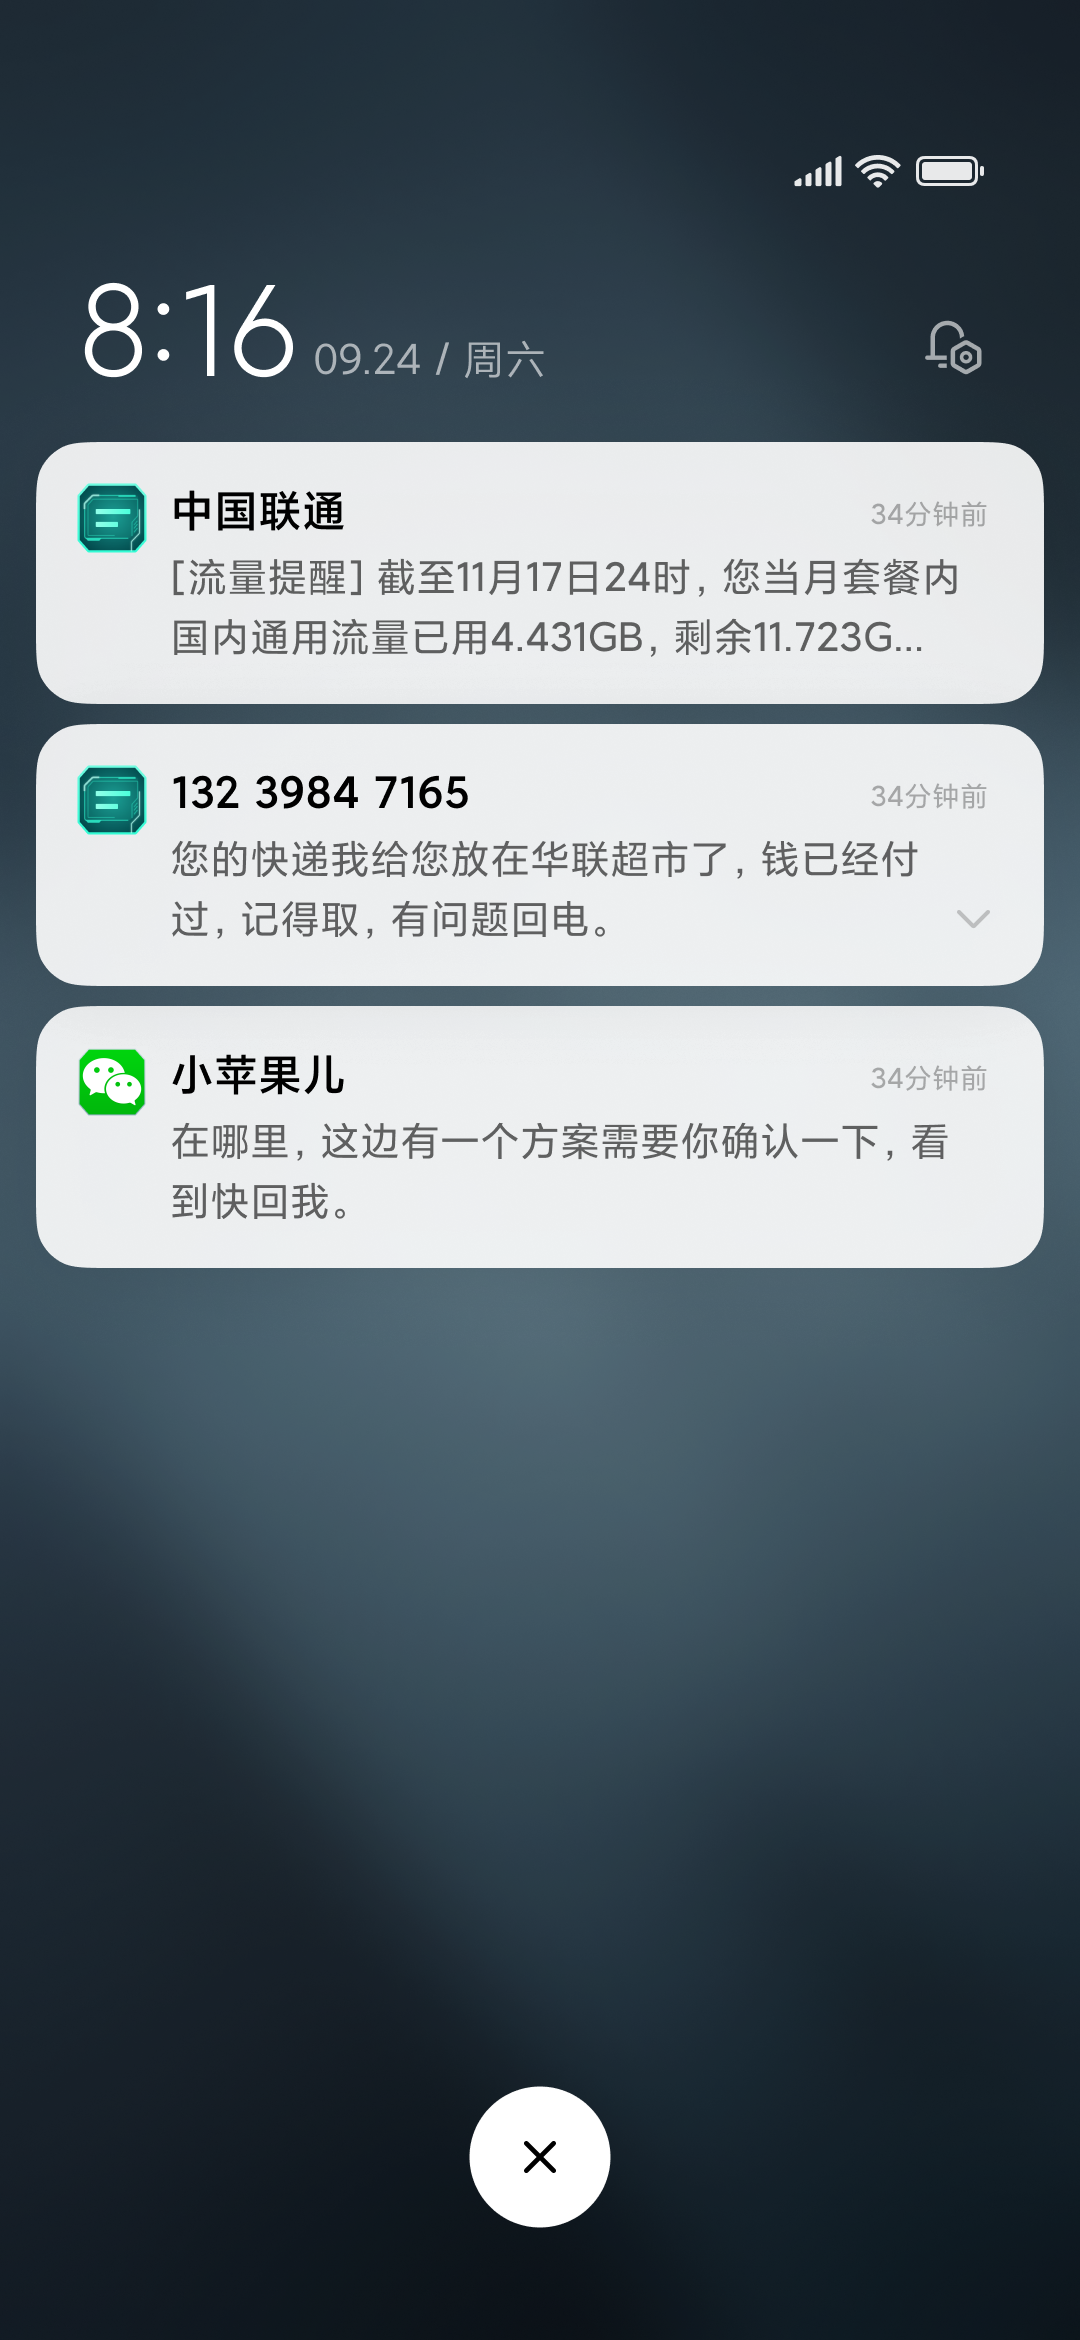 8:16 09.24 / 周六
中国联通 34分钟前
[流量提醒] 截至11月17日24时, 您当月套餐内
国内通用流量已用4.431GB, 剩余11.723G...
132 3984 7165 34分钟前
您的快递我给您放在华联超市了, 钱已经付
过, 记得取, 有问题回电。
小苹果儿 34分钟前
在哪里, 这边有一个方案需要你确认一下, 看
到快回我。